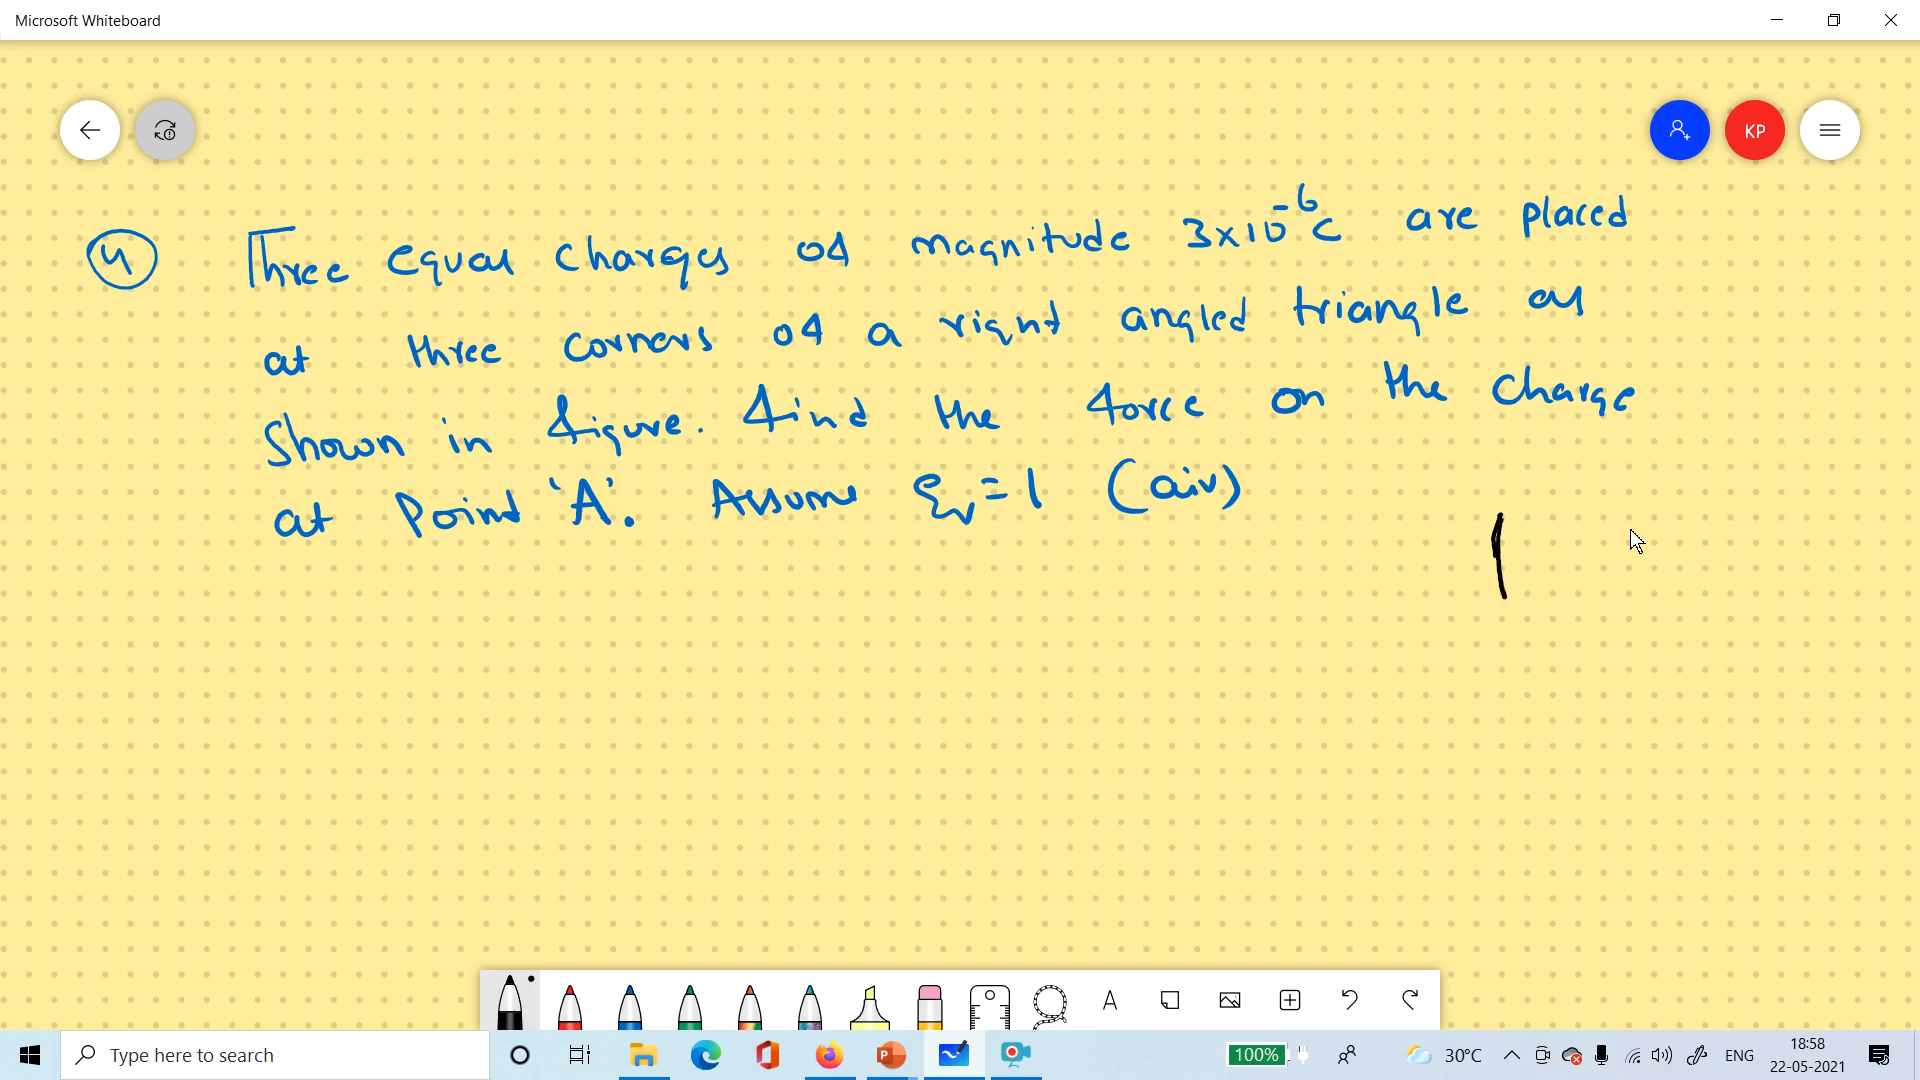 Microsoft Whiteboard
KP
4 Three equal charges of magnitude 3x10⁻⁶C are placed
at three corners of a right angled triangle as
shown in figure. find the force on the charge
at Point 'A'. Assume εr=1 (air)
Type here to search
100%
30°C
ENG
18:58
22-05-2021